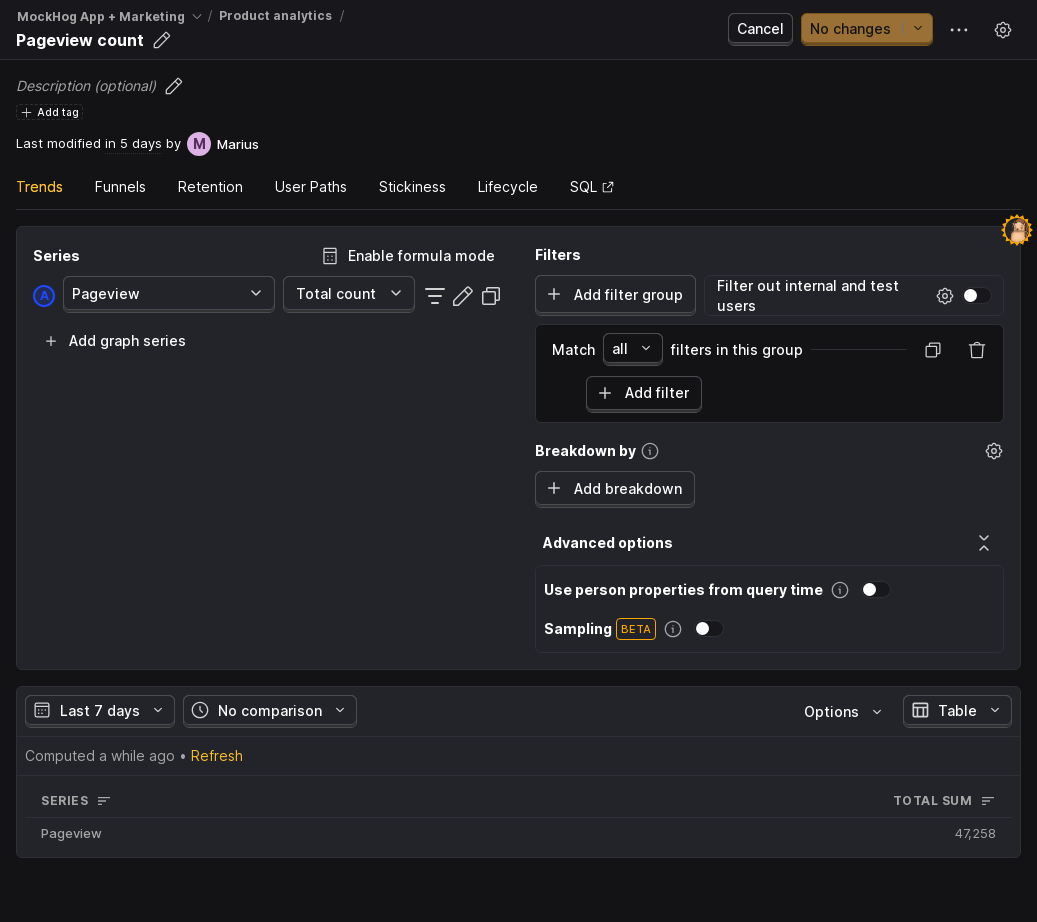 MockHog App + Marketing / Product analytics /
Pageview count
Cancel
No changes
Description (optional)
Add tag
Last modified in 5 days by M Marius
Trends Funnels Retention User Paths Stickiness Lifecycle SQL
Series
Enable formula mode
A Pageview Total count
Add graph series
Filters
Add filter group
Filter out internal and test
users
Match all filters in this group
Add filter
Breakdown by
Add breakdown
Advanced options
Use person properties from query time
Sampling BETA
Last 7 days No comparison Options Table
Computed a while ago • Refresh
SERIES TOTAL SUM
Pageview 47,258